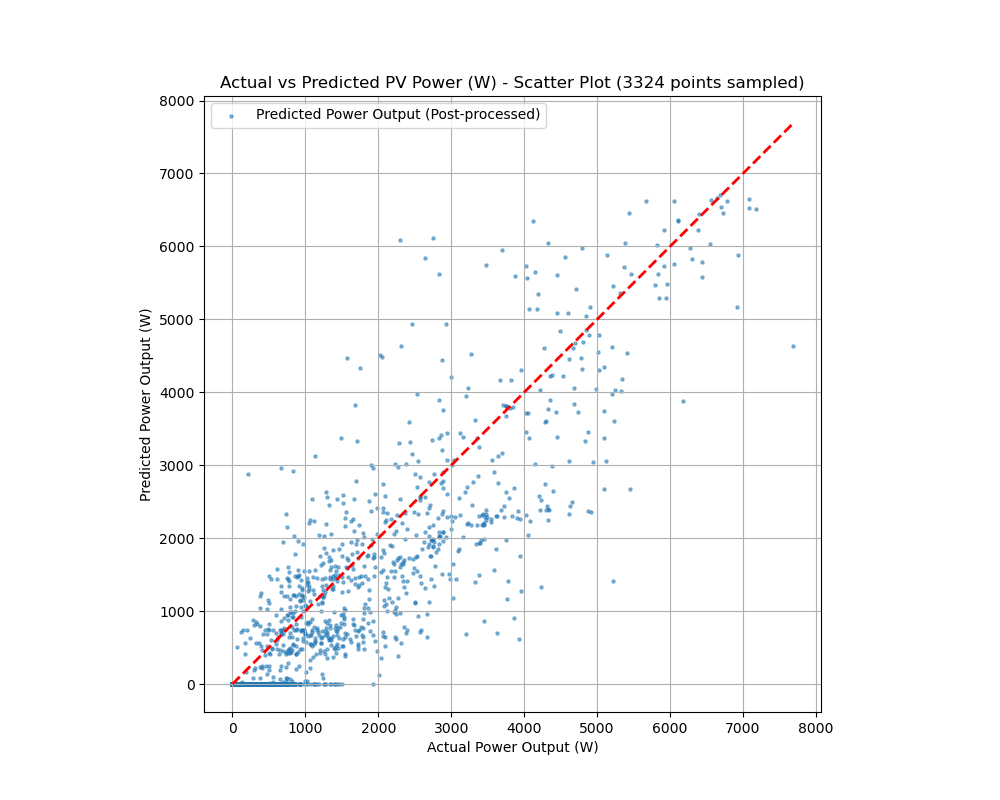 Actual vs Predicted PV Power (W) - Scatter Plot (3324 points sampled)
Predicted Power Output (Post-processed)
8000
7000
6000
5000
4000
3000
2000
1000
0
Predicted Power Output (W)
0 1000 2000 3000 4000 5000 6000 7000 8000
Actual Power Output (W)